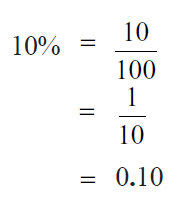 10% = 10/100
= 1/10
= 0.10